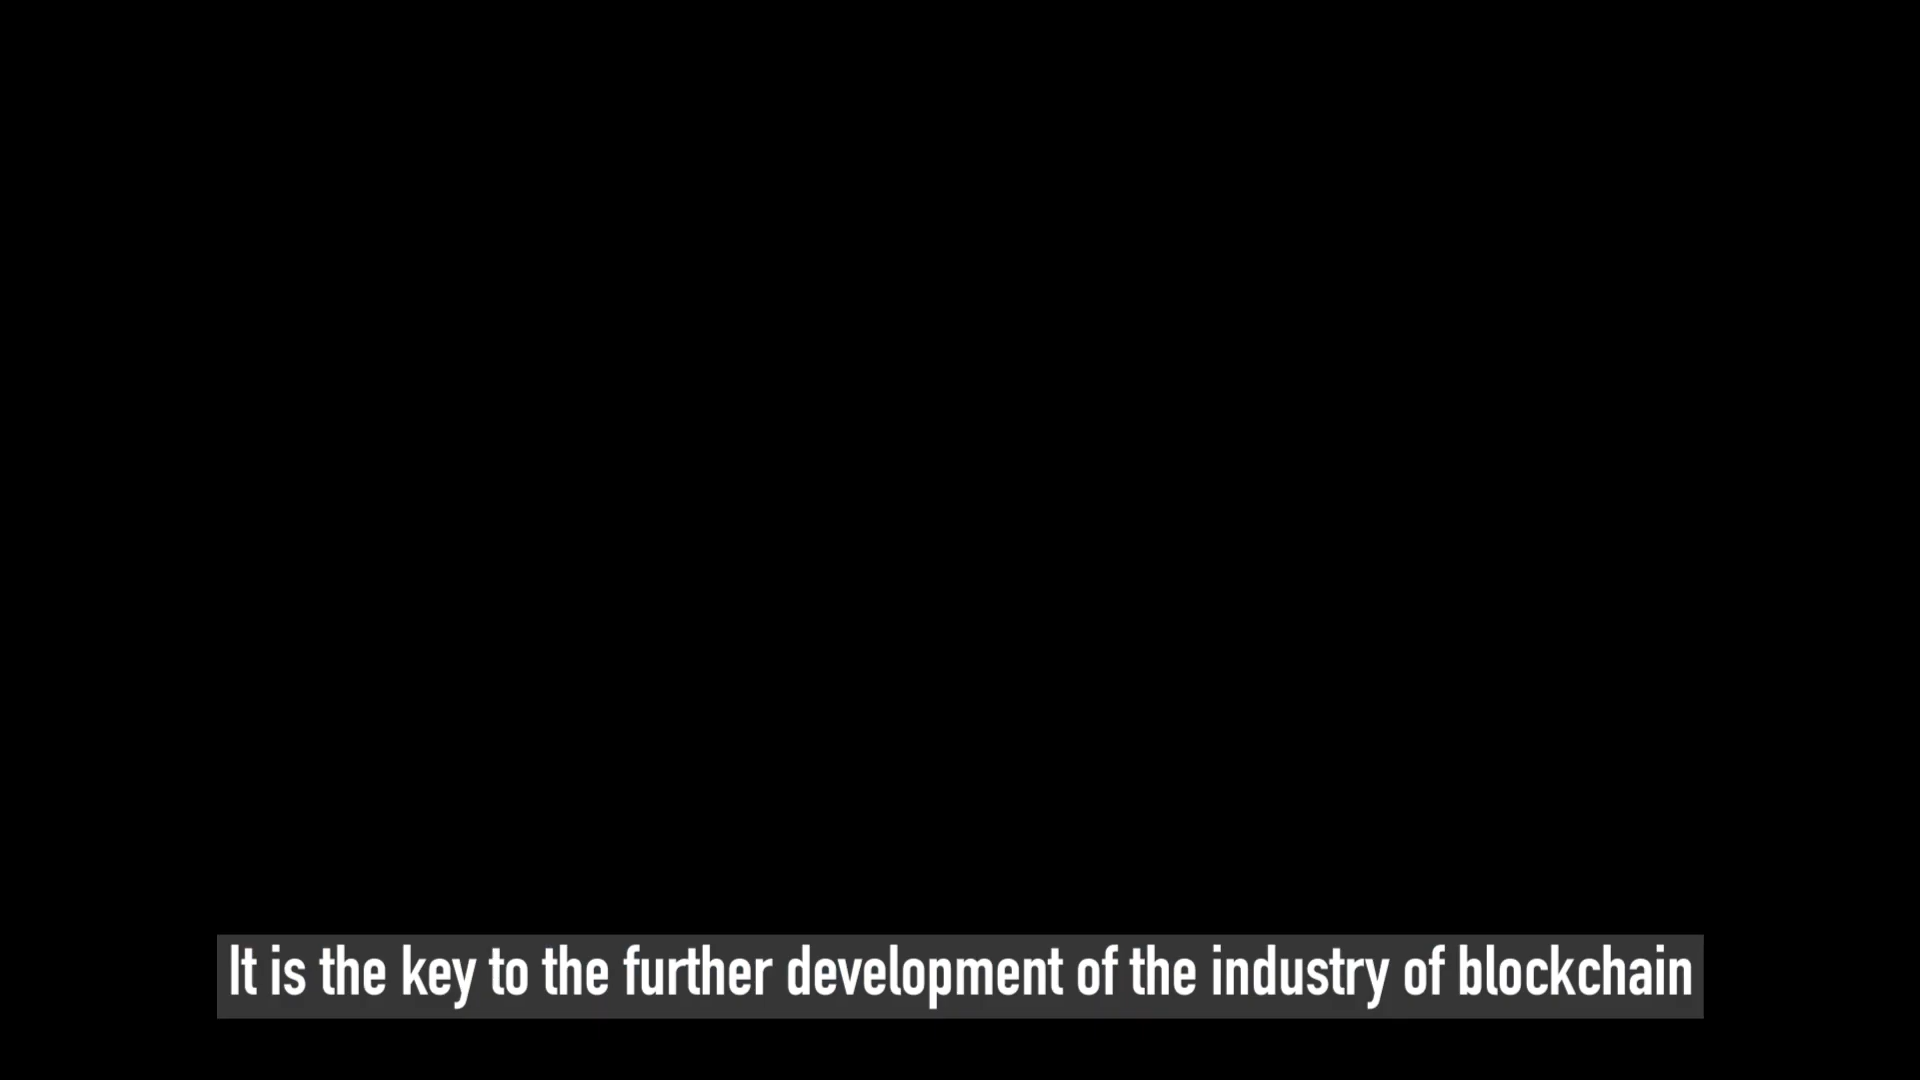 It is the key to the further development of the industry of blockchain